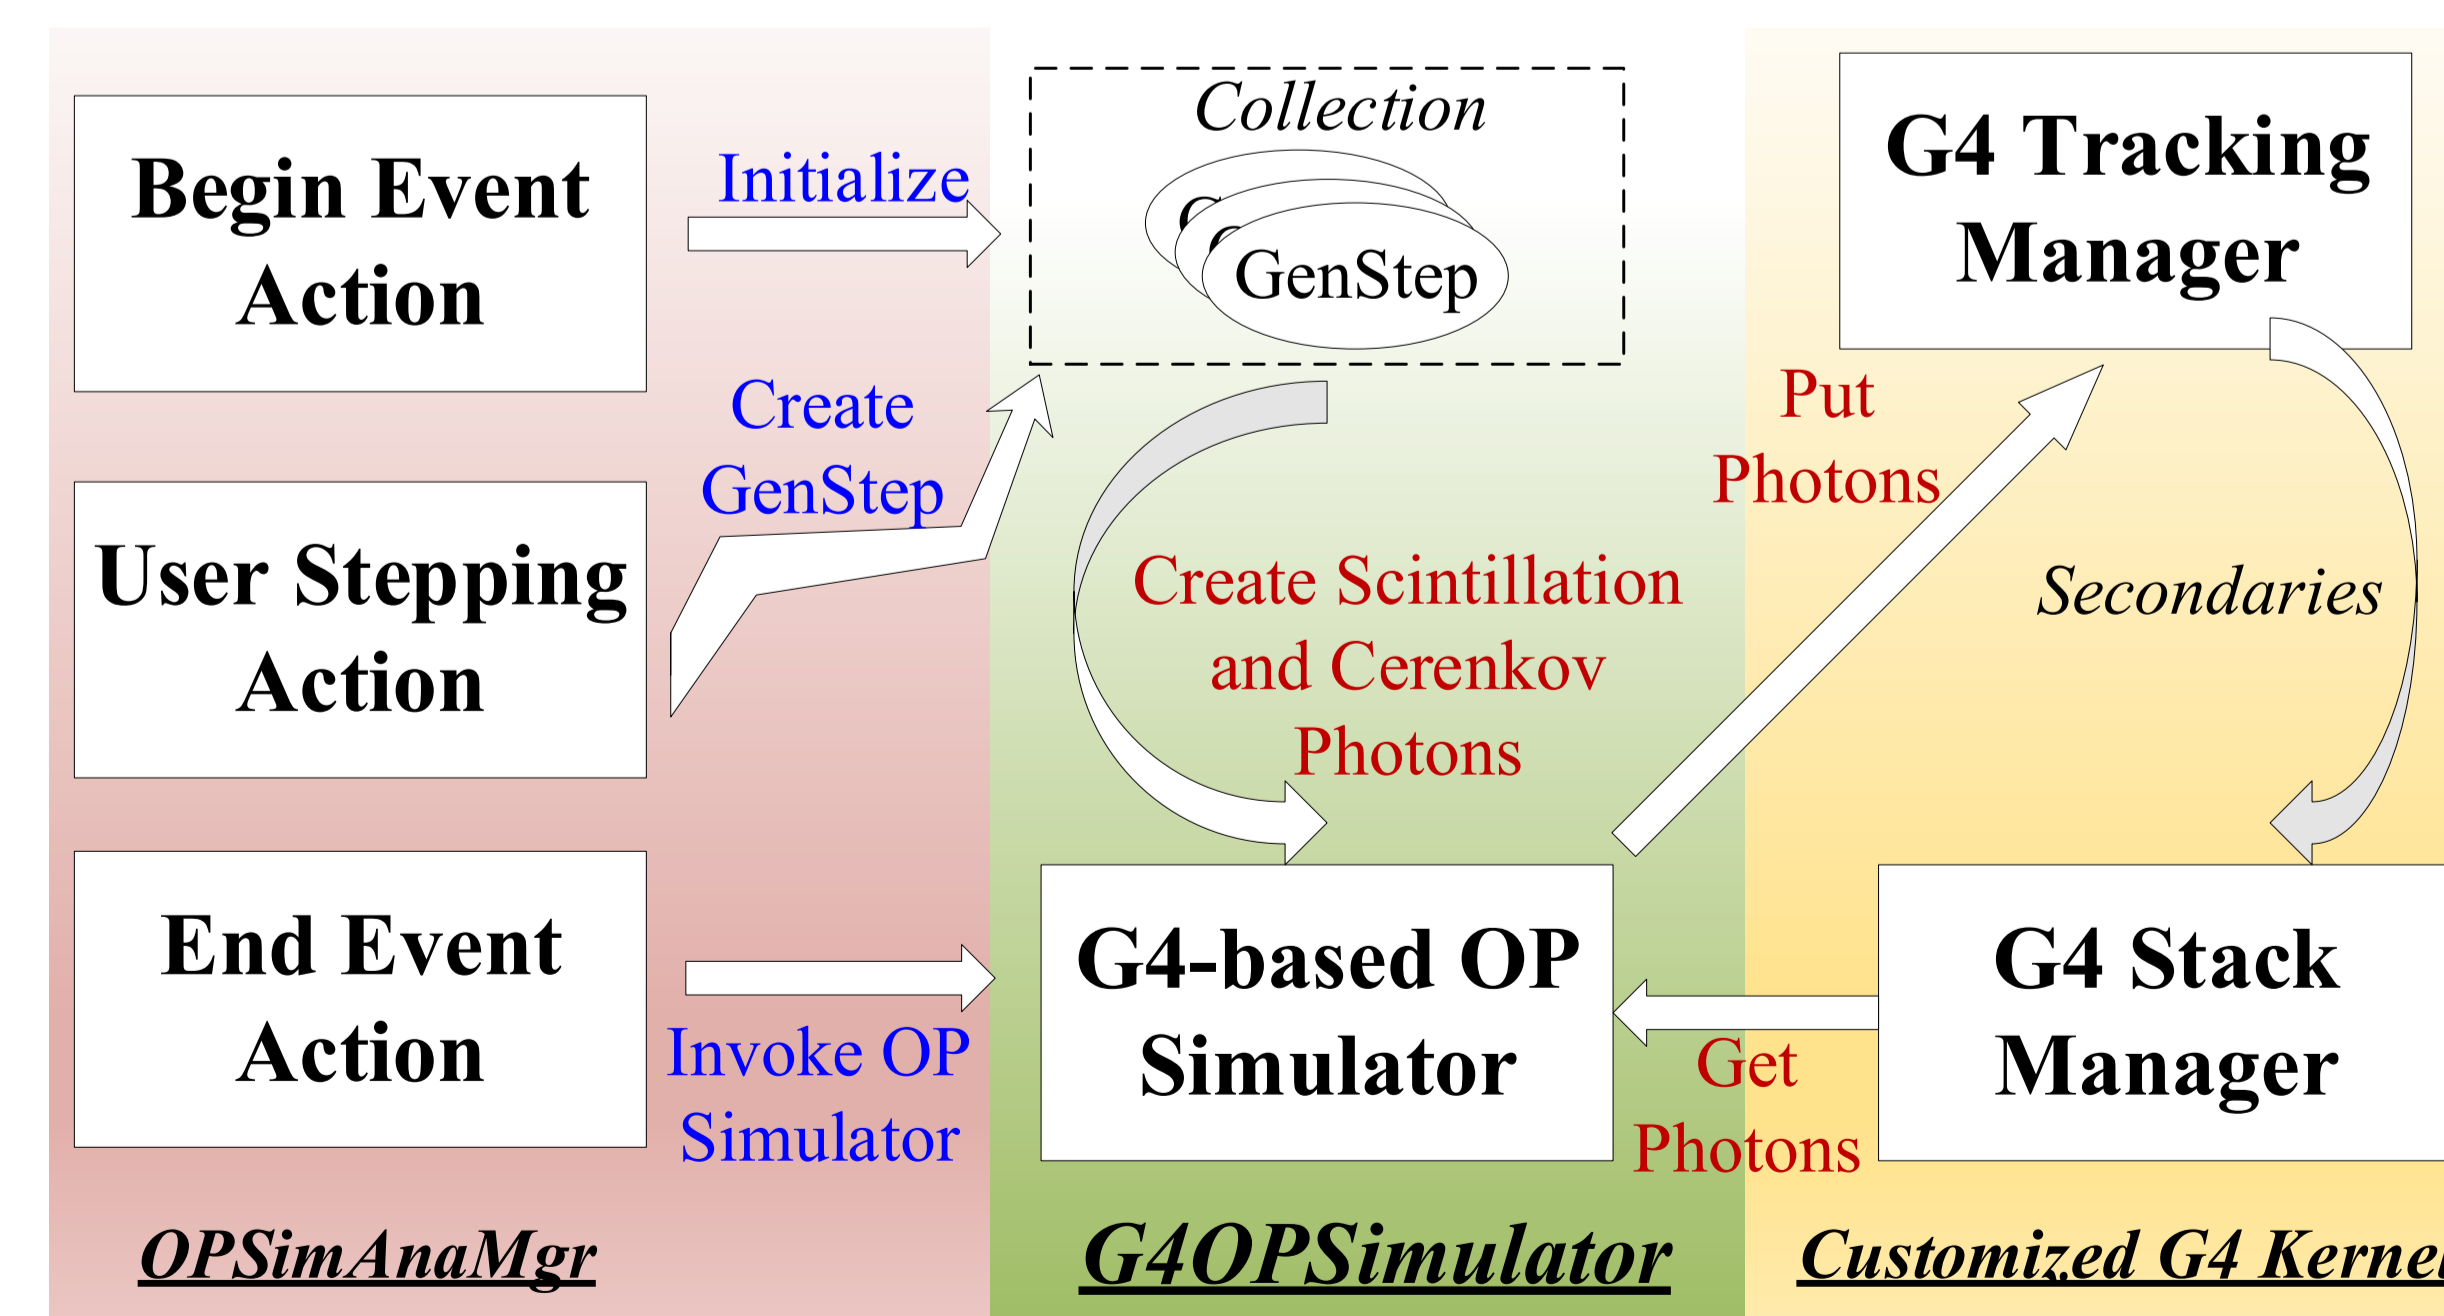 Begin Event
Action
Initialize
Collection
GenStep
G4 Tracking
Manager
Create
GenStep
Put
Photons
User Stepping
Action
Create Scintillation
and Cerenkov
Photons
Secondaries
End Event
Action
Invoke OP
Simulator
G4-based OP
Simulator
Get
Photons
G4 Stack
Manager
OPSimAnaMgr
G4OPSimulator
Customized G4 Kernel